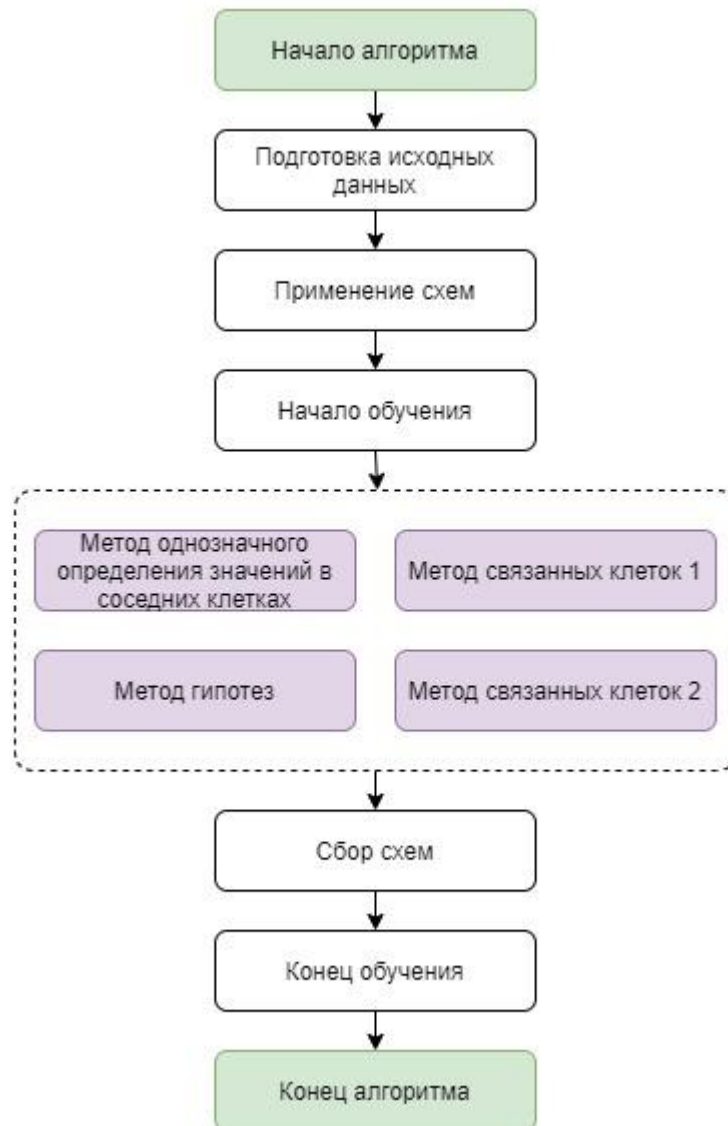 Начало алгоритма
Подготовка исходных
данных
Применение схем
Начало обучения
Метод однозначного
определения значений в
соседних клетках
Метод связанных клеток 1
Метод гипотез
Метод связанных клеток 2
Сбор схем
Конец обучения
Конец алгоритма